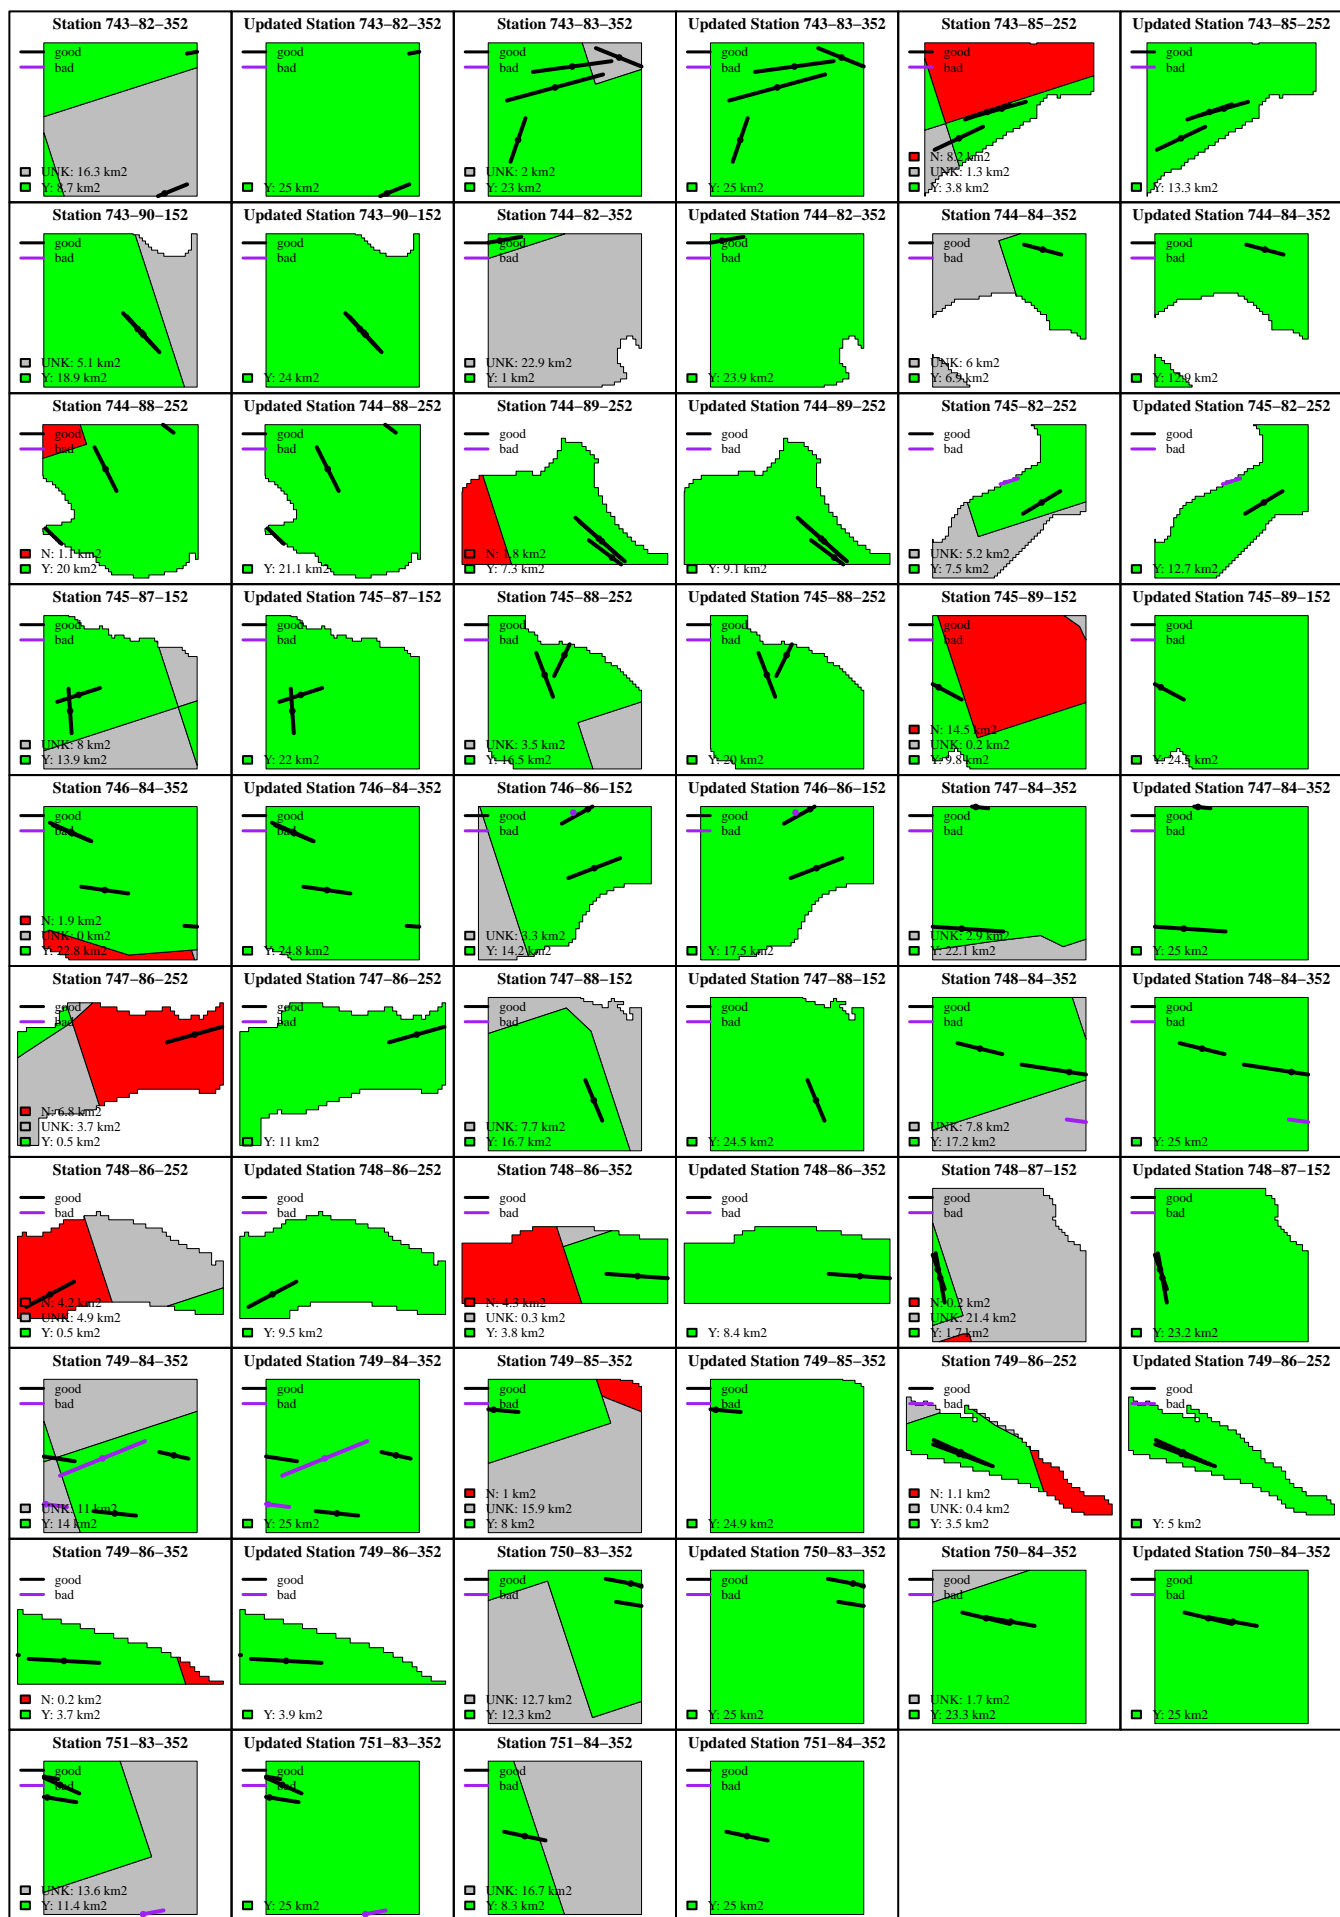 Station 743−82−352
good
bad
UNK: 16.3 km2
Y: 8.7 km2
Updated Station 743−82−352
good
bad
Y: 25 km2
Station 743−83−352
good
bad
UNK: 2 km2
Y: 23 km2
Updated Station 743−83−352
good
bad
Y: 25 km2
Station 743−85−252
good
bad
N: 8.2 km2
UNK: 1.3 km2
Y: 3.8 km2
Updated Station 743−85−252
good
bad
Y: 13.3 km2
Station 743−90−152
good
bad
UNK: 5.1 km2
Y: 18.9 km2
Updated Station 743−90−152
good
bad
Y: 24 km2
Station 744−82−352
good
bad
UNK: 22.9 km2
Y: 1 km2
Updated Station 744−82−352
good
bad
Y: 23.9 km2
Station 744−84−352
good
bad
UNK: 6 km2
Y: 6.9 km2
Updated Station 744−84−352
good
bad
Y: 12.9 km2
Station 744−88−252
good
bad
N: 1.1 km2
Y: 20 km2
Updated Station 744−88−252
good
bad
Y: 21.1 km2
Station 744−89−252
good
bad
N: 1.8 km2
Y: 7.3 km2
Updated Station 744−89−252
good
bad
Y: 9.1 km2
Station 745−82−252
good
bad
UNK: 5.2 km2
Y: 7.5 km2
Updated Station 745−82−252
good
bad
Y: 12.7 km2
Station 745−87−152
good
bad
UNK: 8 km2
Y: 13.9 km2
Updated Station 745−87−152
good
bad
Y: 22 km2
Station 745−88−252
good
bad
UNK: 3.5 km2
Y: 16.5 km2
Updated Station 745−88−252
good
bad
Y: 20 km2
Station 745−89−152
good
bad
N: 14.5 km2
UNK: 0.2 km2
Y: 9.8 km2
Updated Station 745−89−152
good
bad
Y: 24.5 km2
Station 746−84−352
good
bad
N: 1.9 km2
UNK: 0 km2
Y: 22.8 km2
Updated Station 746−84−352
good
bad
Y: 24.8 km2
Station 746−86−152
good
bad
UNK: 3.3 km2
Y: 14.2 km2
Updated Station 746−86−152
good
bad
Y: 17.5 km2
Station 747−84−352
good
bad
UNK: 2.9 km2
Y: 22.1 km2
Updated Station 747−84−352
good
bad
Y: 25 km2
Station 747−86−252
good
bad
N: 6.8 km2
UNK: 3.7 km2
Y: 0.5 km2
Updated Station 747−86−252
good
bad
Y: 11 km2
Station 747−88−152
good
bad
UNK: 7.7 km2
Y: 16.7 km2
Updated Station 747−88−152
good
bad
Y: 24.5 km2
Station 748−84−352
good
bad
UNK: 7.8 km2
Y: 17.2 km2
Updated Station 748−84−352
good
bad
Y: 25 km2
Station 748−86−252
good
bad
N: 4.2 km2
UNK: 4.9 km2
Y: 0.5 km2
Updated Station 748−86−252
good
bad
Y: 9.5 km2
Station 748−86−352
good
bad
N: 4.3 km2
UNK: 0.3 km2
Y: 3.8 km2
Updated Station 748−86−352
good
bad
Y: 8.4 km2
Station 748−87−152
good
bad
N: 0.2 km2
UNK: 21.4 km2
Y: 1.7 km2
Updated Station 748−87−152
good
bad
Y: 23.2 km2
Station 749−84−352
good
bad
UNK: 11 km2
Y: 14 km2
Updated Station 749−84−352
good
bad
Y: 25 km2
Station 749−85−352
good
bad
N: 1 km2
UNK: 15.9 km2
Y: 8 km2
Updated Station 749−85−352
good
bad
Y: 24.9 km2
Station 749−86−252
good
bad
N: 1.1 km2
UNK: 0.4 km2
Y: 3.5 km2
Updated Station 749−86−252
good
bad
Y: 5 km2
Station 749−86−352
good
bad
N: 0.2 km2
Y: 3.7 km2
Updated Station 749−86−352
good
bad
Y: 3.9 km2
Station 750−83−352
good
bad
UNK: 12.7 km2
Y: 12.3 km2
Updated Station 750−83−352
good
bad
Y: 25 km2
Station 750−84−352
good
bad
UNK: 1.7 km2
Y: 23.3 km2
Updated Station 750−84−352
good
bad
Y: 25 km2
Station 751−83−352
good
bad
UNK: 13.6 km2
Y: 11.4 km2
Updated Station 751−83−352
good
bad
Y: 25 km2
Station 751−84−352
good
bad
UNK: 16.7 km2
Y: 8.3 km2
Updated Station 751−84−352
good
bad
Y: 25 km2